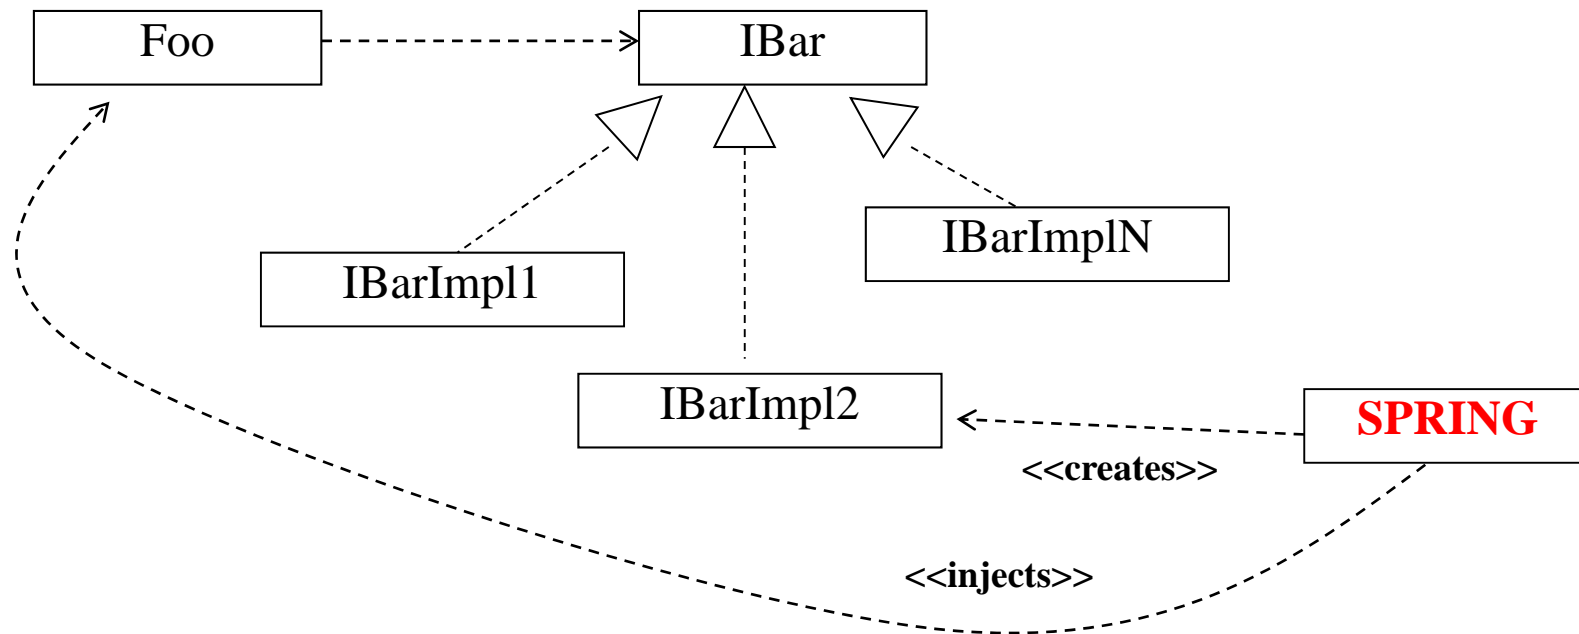 Foo
IBar
IBarImplN
IBarImpl1
IBarImpl2
SPRING
<<creates>>
<<injects>>